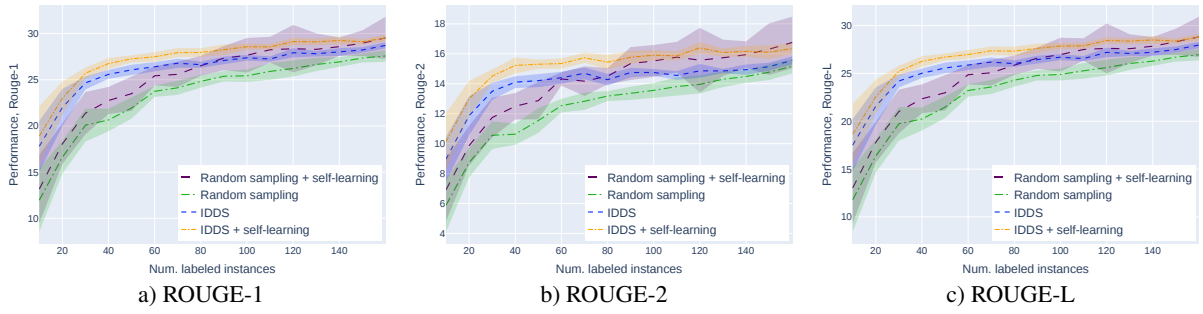 Performance, Rouge-1
30
25
20
15
10
20
40
60
80
100
120
140
Num. labeled instances
Random sampling + self-learning
Random sampling
IDDS
IDDS + self-learning
a) ROUGE-1
Performance, Rouge-2
18
16
14
12
10
8
6
4
20
40
60
80
100
120
140
Num. labeled instances
Random sampling + self-learning
Random sampling
IDDS
IDDS + self-learning
b) ROUGE-2
Performance, Rouge-L
30
25
20
15
10
20
40
60
80
100
120
140
Num. labeled instances
Random sampling + self-learning
Random sampling
IDDS
IDDS + self-learning
c) ROUGE-L